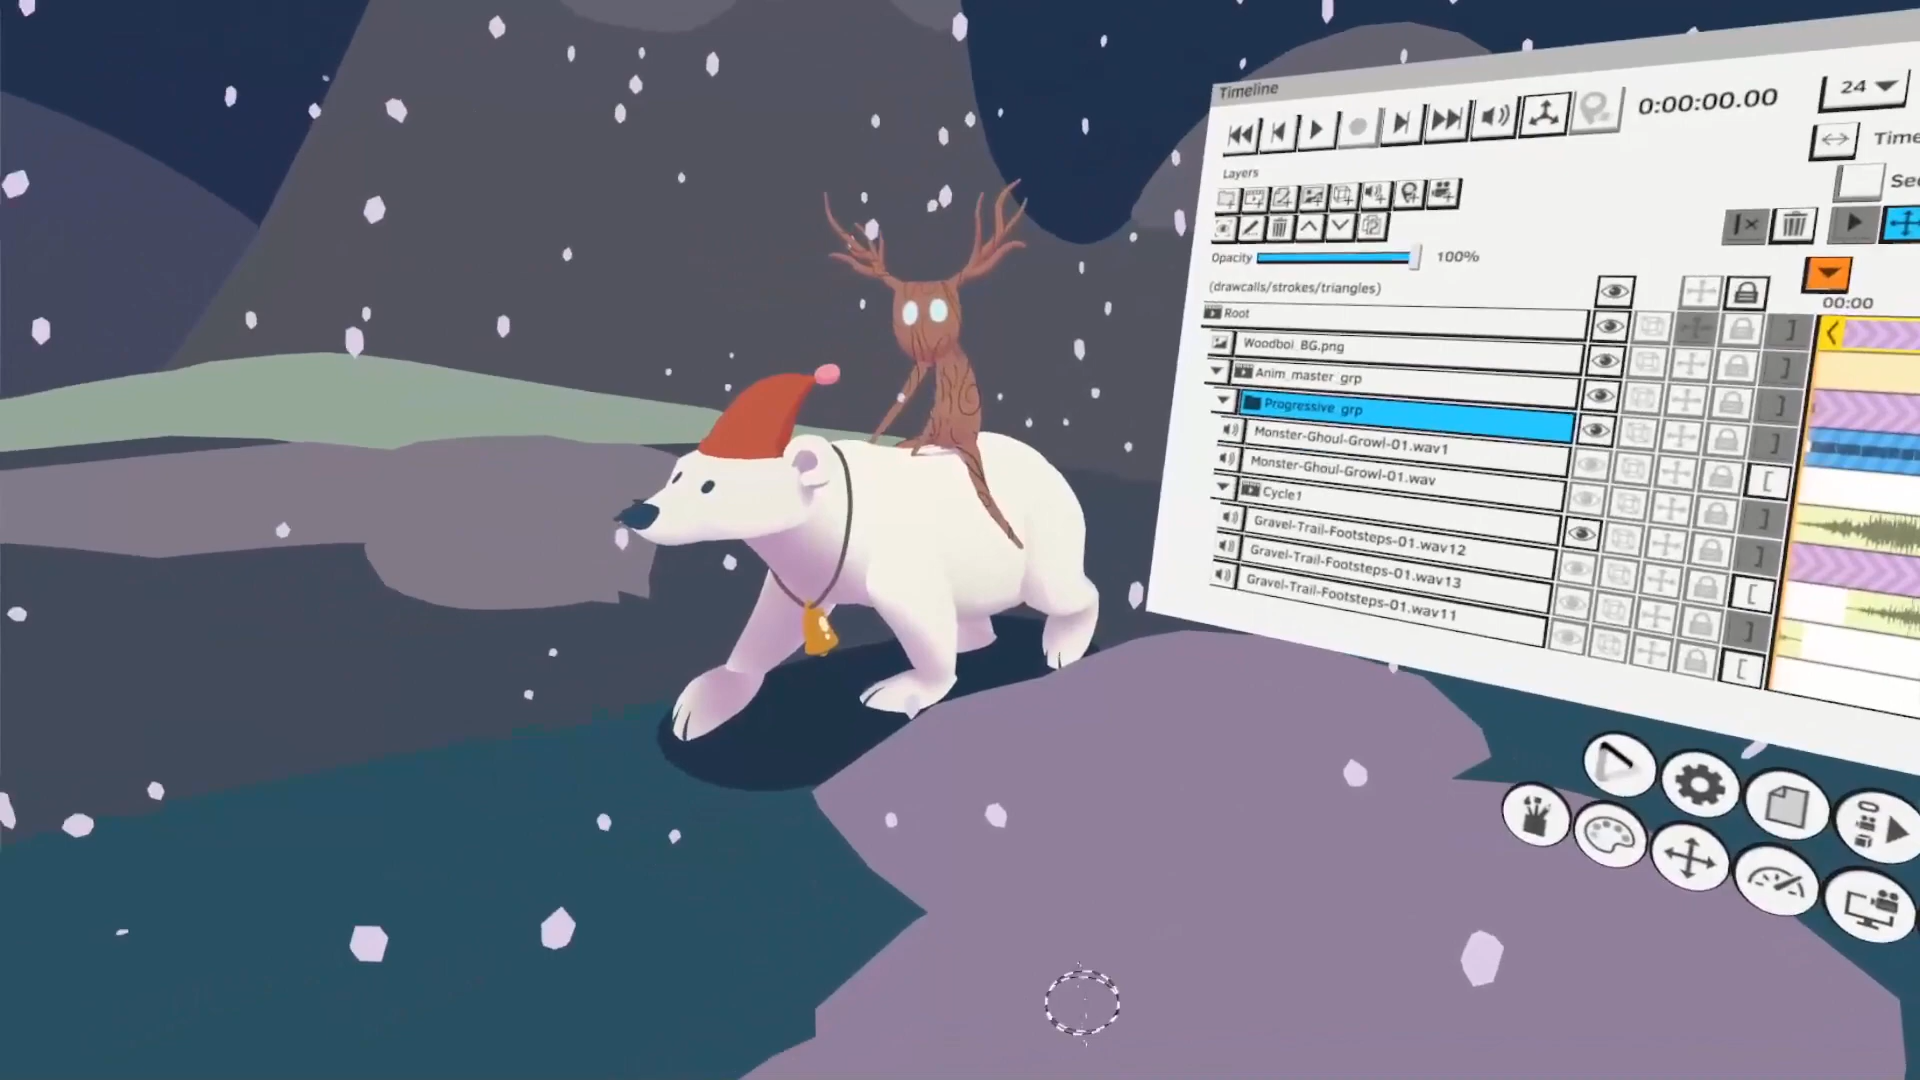 Timeline
0:00:00.00
24
Time
Layers
Opacity
100%
(drawcalls/strokes/triangles)
00:00
Root
Woodboi_BG.png
Anim_master_grp
Progressive_grp
Monster-Ghoul-Growl-01.wav1
Monster-Ghoul-Growl-01.wav
Cycle1
Gravel-Trail-Footsteps-01.wav12
Gravel-Trail-Footsteps-01.wav13
Gravel-Trail-Footsteps-01.wav11